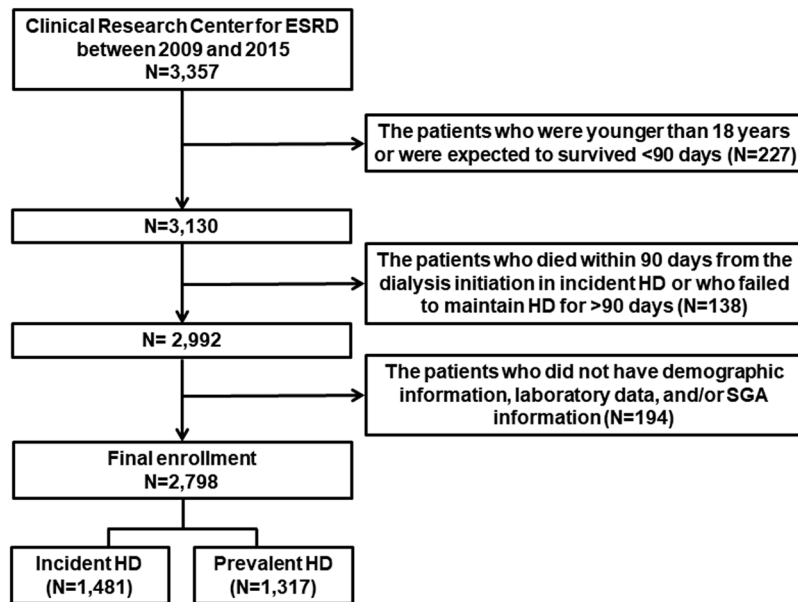 Clinical Research Center for ESRD
between 2009 and 2015
N=3,357
The patients who were younger than 18 years
or were expected to survived <90 days (N=227)
N=3,130
The patients who died within 90 days from the
dialysis initiation in incident HD or who failed
to maintain HD for >90 days (N=138)
N= 2,992
The patients who did not have demographic
information, laboratory data, and/or SGA
information (N=194)
Final enrollment
N=2,798
Incident HD
(N=1,481)
Prevalent HD
(N=1,317)